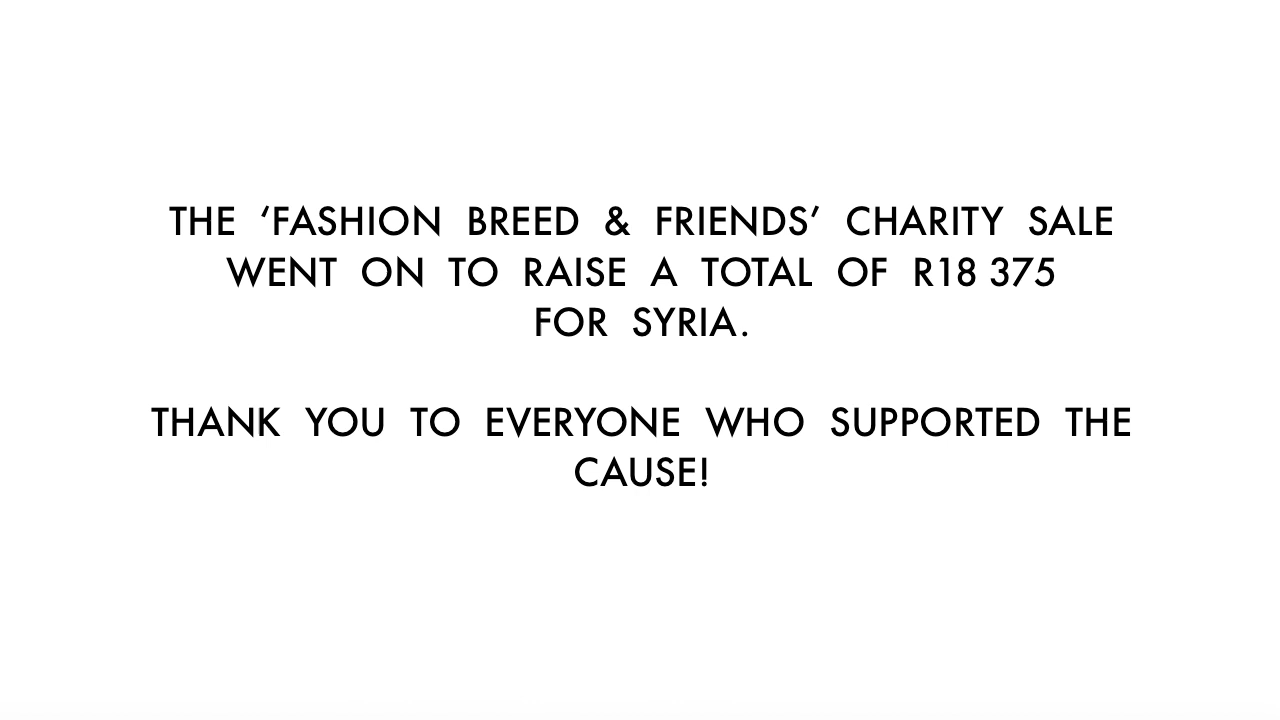 THE ‘FASHION BREED & FRIENDS’ CHARITY SALE
WENT ON TO RAISE A TOTAL OF R18 375
FOR SYRIA.
THANK YOU TO EVERYONE WHO SUPPORTED THE
CAUSE!